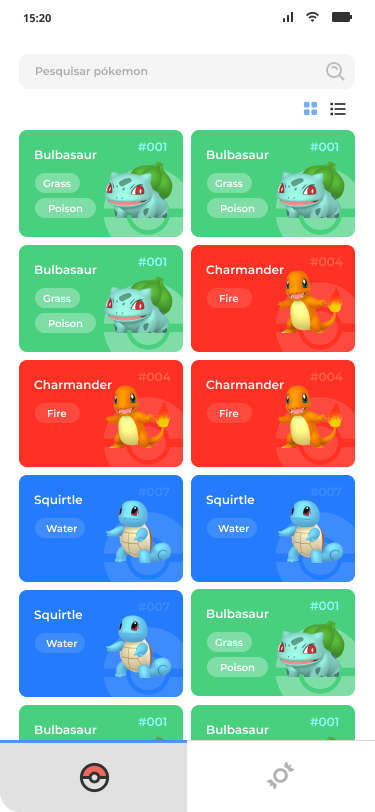 15:20
Pesquisar pókemon
#001
Bulbasaur
Grass
Poison
#001
Bulbasaur
Grass
Poison
#001
Bulbasaur
Grass
Poison
#004
Charmander
Fire
#004
Charmander
Fire
#004
Charmander
Fire
#007
Squirtle
Water
#007
Squirtle
Water
#007
Squirtle
Water
#001
Bulbasaur
Grass
Poison
#001
Bulbasaur
#001
Bulbasaur